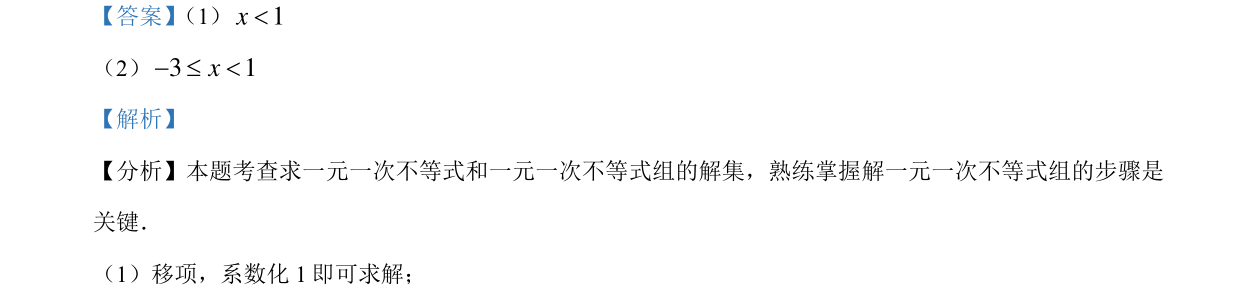 【答案】（1）x<1
（2）−3≤x<1
【解析】
【分析】本题考查求一元一次不等式和一元一次不等式组的解集，熟练掌握解一元一次不等式组的步骤是
关键．
（1）移项，系数化 1 即可求解；